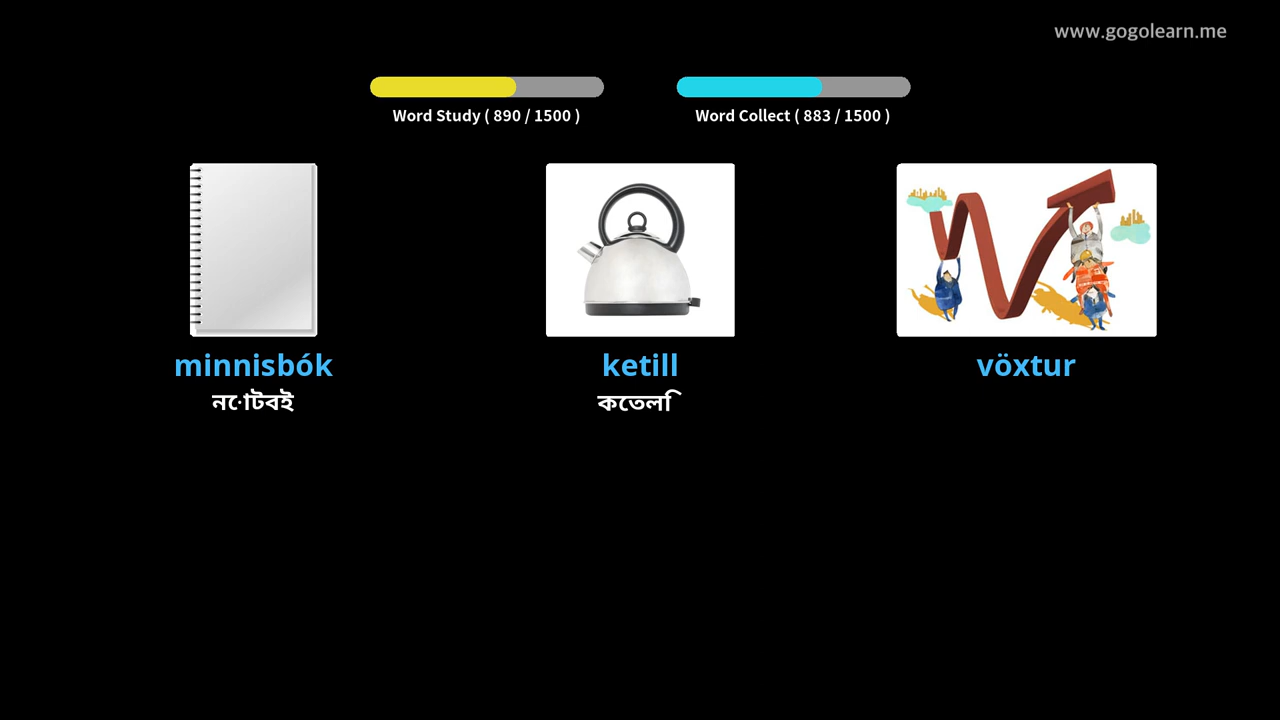 www.gogolearn.me
Word Study ( 890 / 1500 )
Word Collect ( 883 / 1500 )
minnisbók
ketill
vöxtur
নোটবই
কেতলি